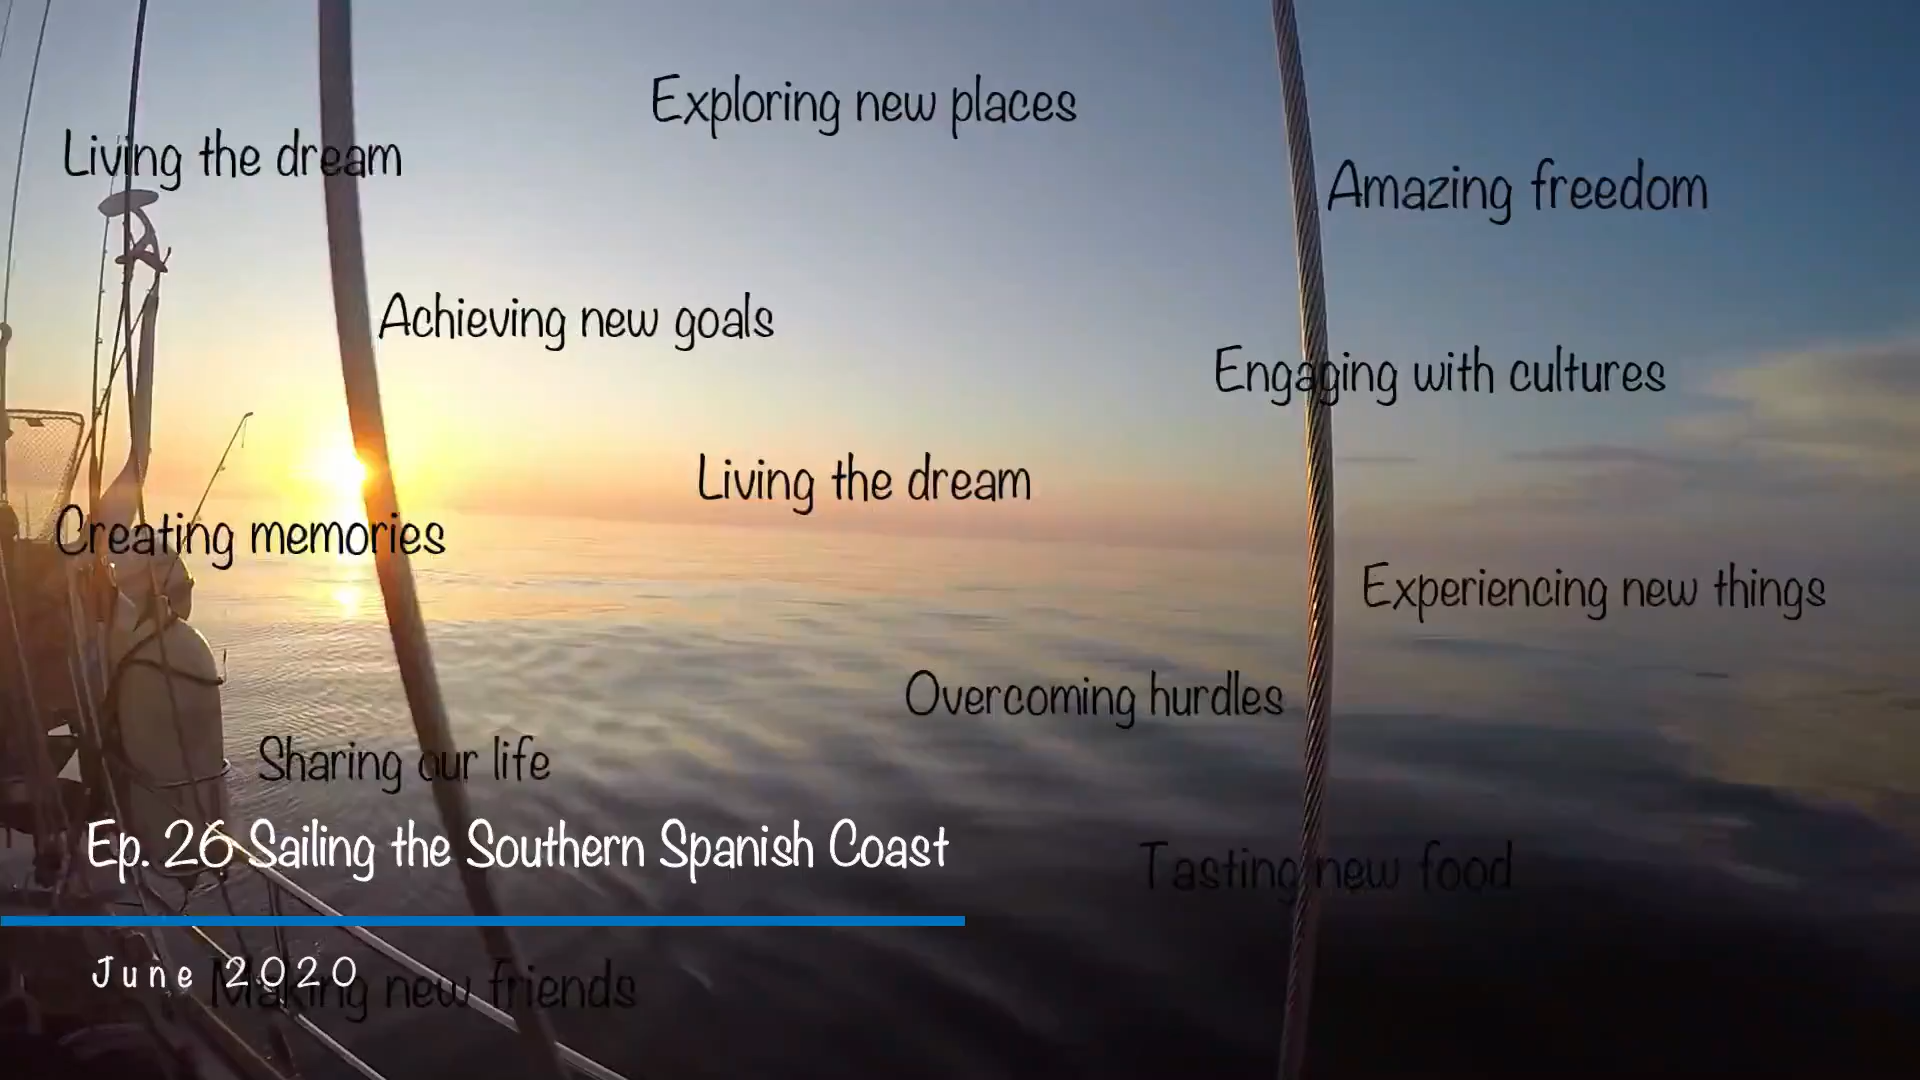 Exploring new places
Living the dream
Amazing freedom
Achieving new goals
Engaging with cultures
Living the dream
Creating memories
Experiencing new things
Overcoming hurdles
Sharing our life
Ep. 26 Sailing the Southern Spanish Coast
Tasting new food
June 2020
Making new friends